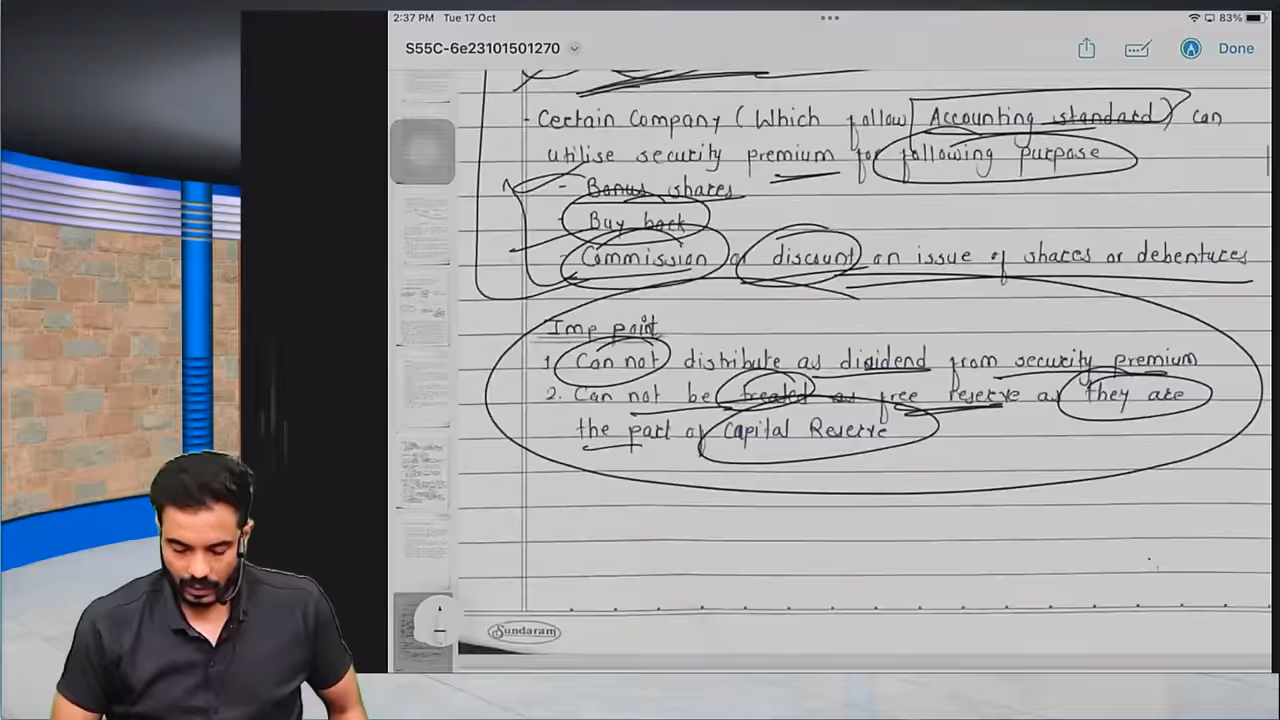 2:37 PM Tue 17 Oct
83%
S55C-6e23101501270
Done
- Certain Company (Which follow Accounting standard) can
utilise security premium for following purpose
- Bonus shares
- Buy back
- Commission or discount on issue of shares or debentures
Imp point
1. Can not distribute as dividend from security premium
2. Can not be treated as free reserve as they are
the part of Capital Reserve
Sundaram